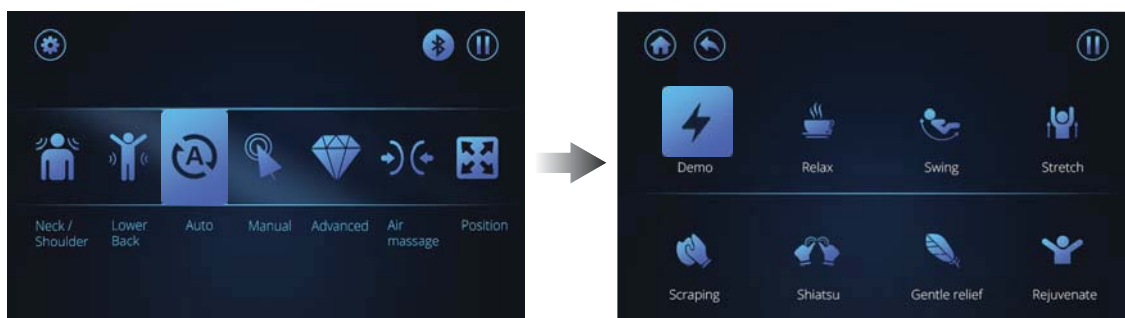 A
Neck / Lower Auto Manual Advanced Air Position
Shoulder Back massage
Demo Relax Swing Stretch
Scraping Shiatsu Gentle relief Rejuvenate